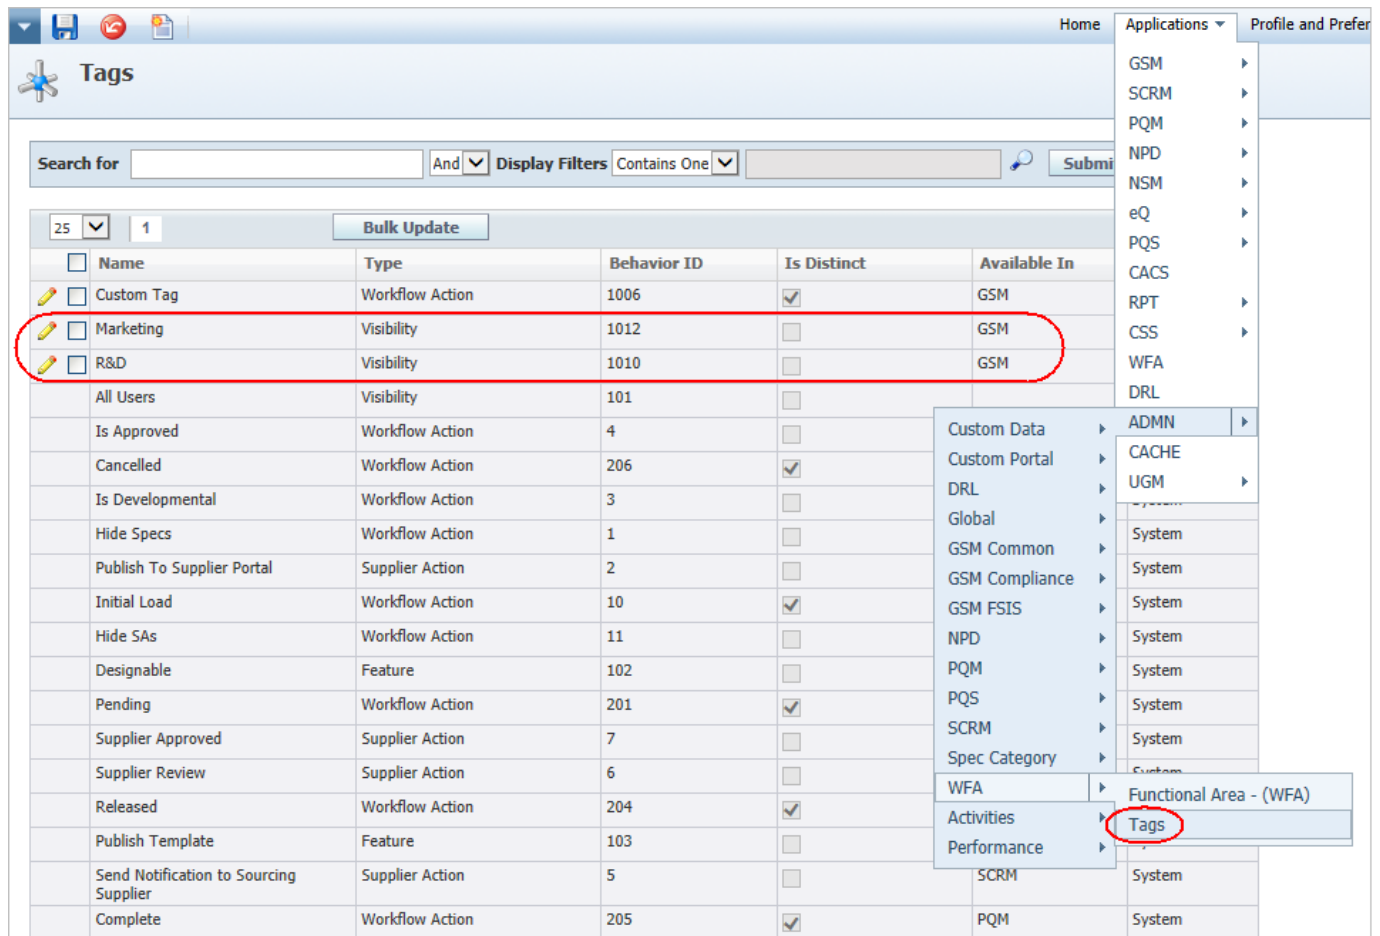 Home Applications Profile and Prefer
Tags
Search for And Display Filters Contains One Submi
25 1 Bulk Update
Name Type Behavior ID Is Distinct Available In
Custom Tag Workflow Action 1006 GSM
Marketing Visibility 1012 GSM
R&D Visibility 1010 GSM
All Users Visibility 101
Is Approved Workflow Action 4
Cancelled Workflow Action 206
Is Developmental Workflow Action 3
Hide Specs Workflow Action 1 System
Publish To Supplier Portal Supplier Action 2 System
Initial Load Workflow Action 10 System
Hide SAs Workflow Action 11 System
Designable Feature 102 System
Pending Workflow Action 201 System
Supplier Approved Supplier Action 7 System
Supplier Review Supplier Action 6 System
Released Workflow Action 204
Publish Template Feature 103
Send Notification to Sourcing Supplier Action 5 SCRM System
Supplier
Complete Workflow Action 205 PQM System
GSM
SCRM
PQM
NPD
NSM
eQ
PQS
CACS
RPT
CSS
WFA
DRL
ADMN
CACHE
UGM
Custom Data
Custom Portal
DRL
Global
GSM Common
GSM Compliance
GSM FSIS
NPD
PQM
PQS
SCRM
Spec Category
WFA
Activities
Performance
Functional Area - (WFA)
Tags